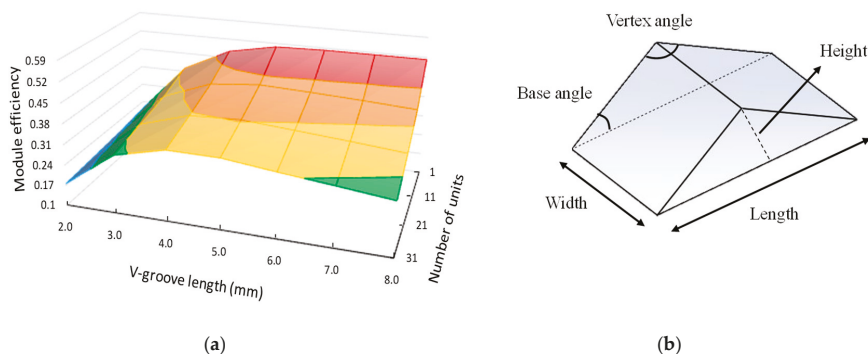 Module efficiency
0.59
0.52
0.45
0.38
0.31
0.24
0.17
0.1
2.0
3.0
4.0
5.0
6.0
7.0
8.0
V-groove length (mm)
1
11
21
31
Number of units
(a)
Vertex angle
Height
Base angle
Width
Length
(b)